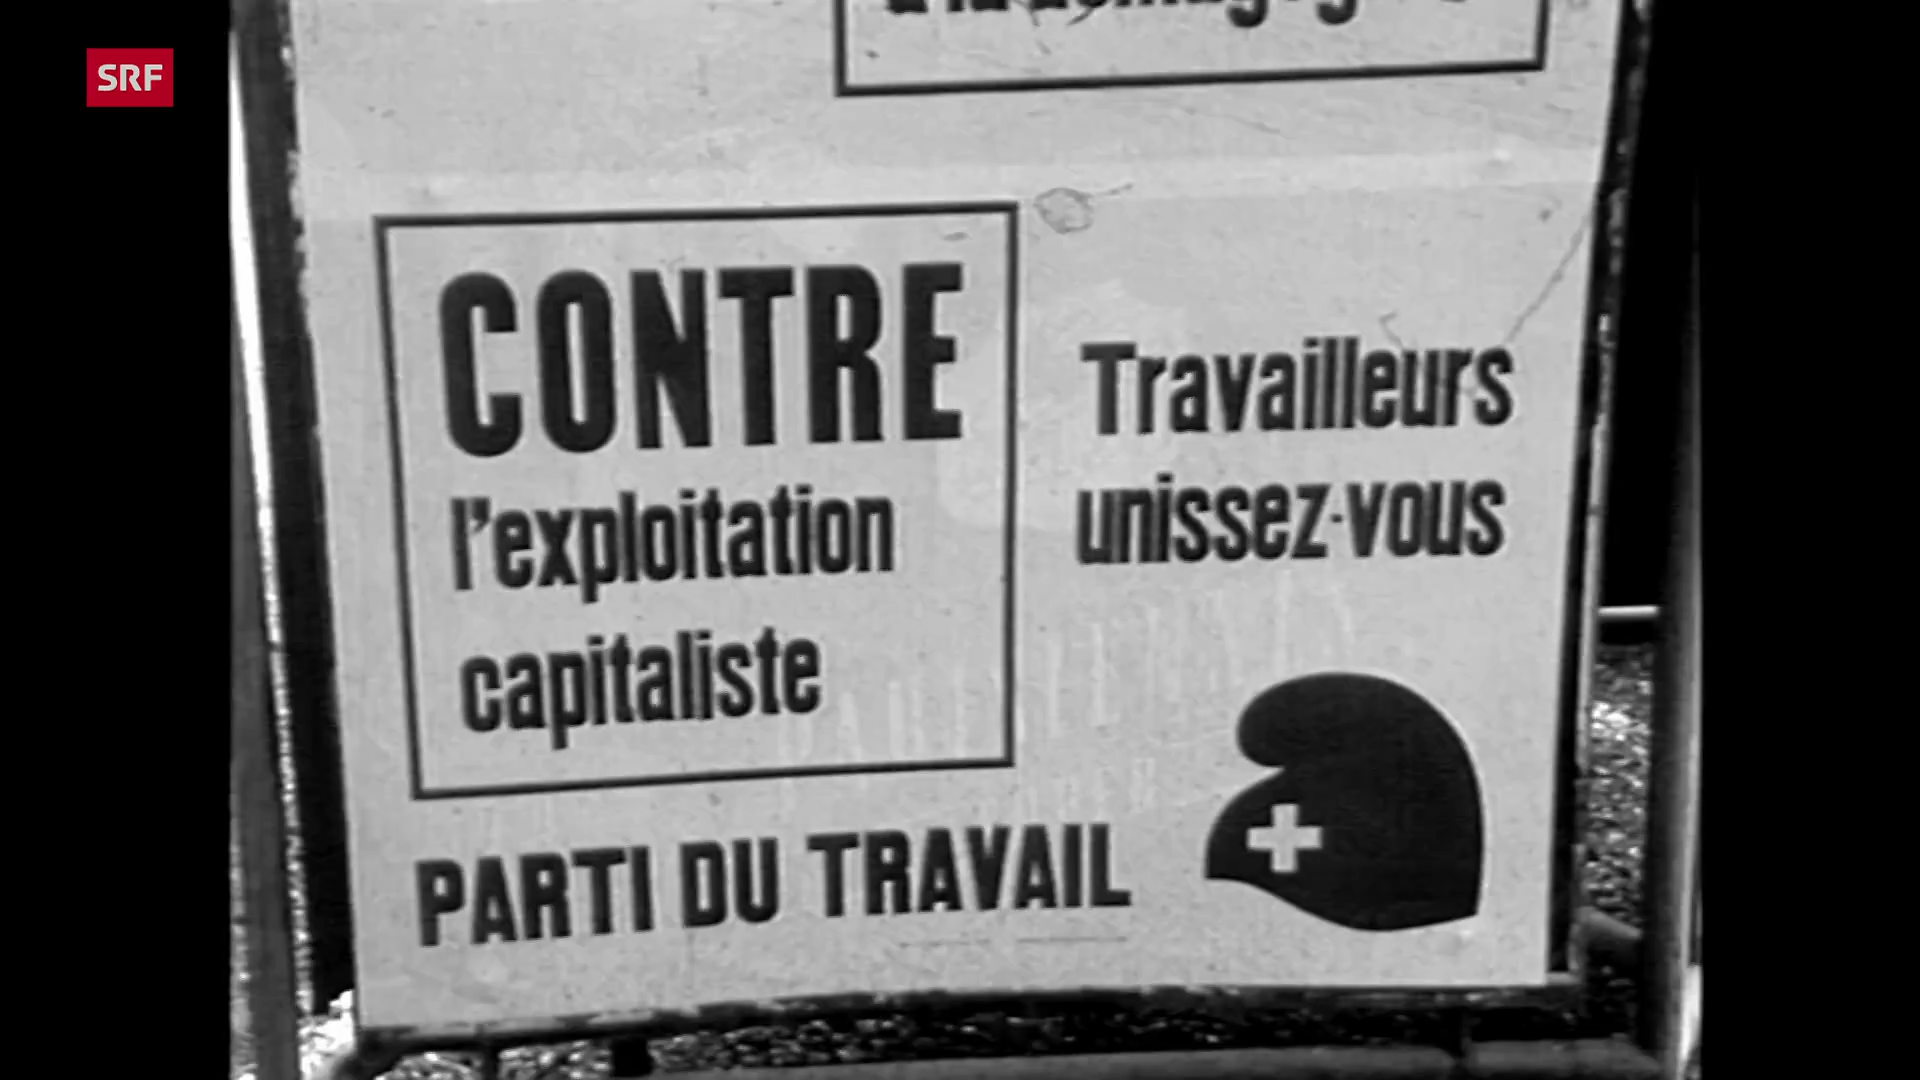 SRF
CONTRE
l'exploitation
capitaliste
Travailleurs
unissez-vous
PARTI DU TRAVAIL